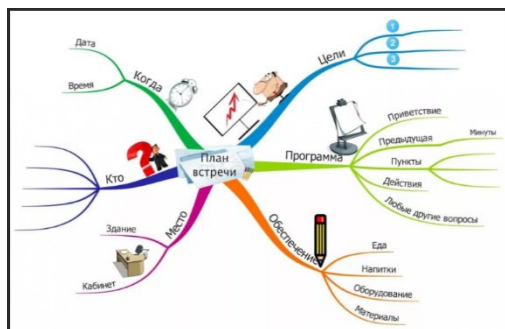 План
встречи
Цели
1
2
3
Программа
Приветствие
Предыдущая
Минуты
Пункты
Действия
Любые другие вопросы
Обеспечение
Еда
Напитки
Оборудование
Материалы
Место
Здание
Кабинет
Кто
Когда
Дата
Время